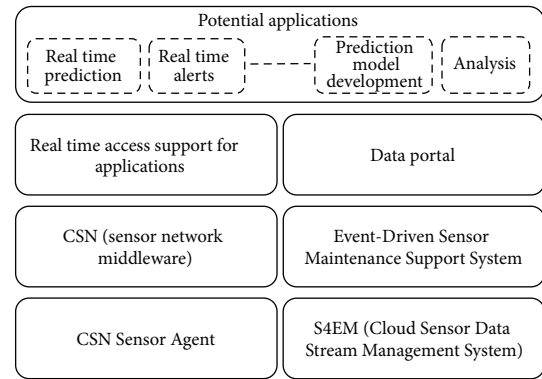 Potential applications
Real time
prediction
Real time
alerts
Prediction
model
development
Analysis
Real time access support for
applications
Data portal
CSN (sensor network
middleware)
Event-Driven Sensor
Maintenance Support System
CSN Sensor Agent
S4EM (Cloud Sensor Data
Stream Management System)